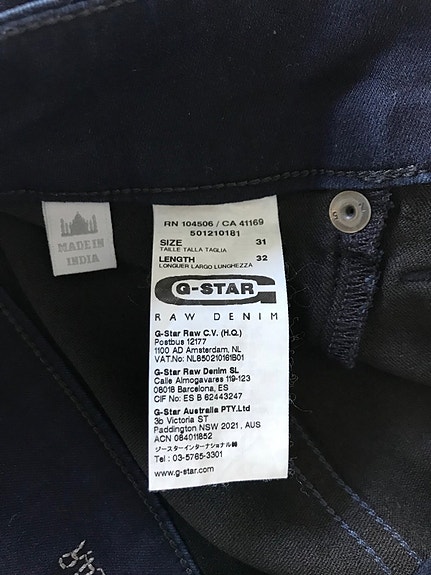 MADE IN
INDIA
RN 104506 / CA 41169
501210181
SIZE 31
TAILLE TALLA TAGLIA
LENGTH 32
LONGUER LARGO LUNGHEZZA
G-STAR
RAW DENIM
G-Star Raw C.V. (H.Q.)
Postbus 12177
1100 AD Amsterdam, NL
VAT.No: NL850210161B01
G-Star Raw Denim SL
Calle Almogavares 119-123
08018 Barcelona, ES
CIF No: ES B 62443247
G-Star Australia PTY.Ltd
3b Victoria ST
Paddington NSW 2021, AUS
ACN 084011852
ジースターインターナショナル㈱
Tel : 03-5765-3301
www.g-star.com